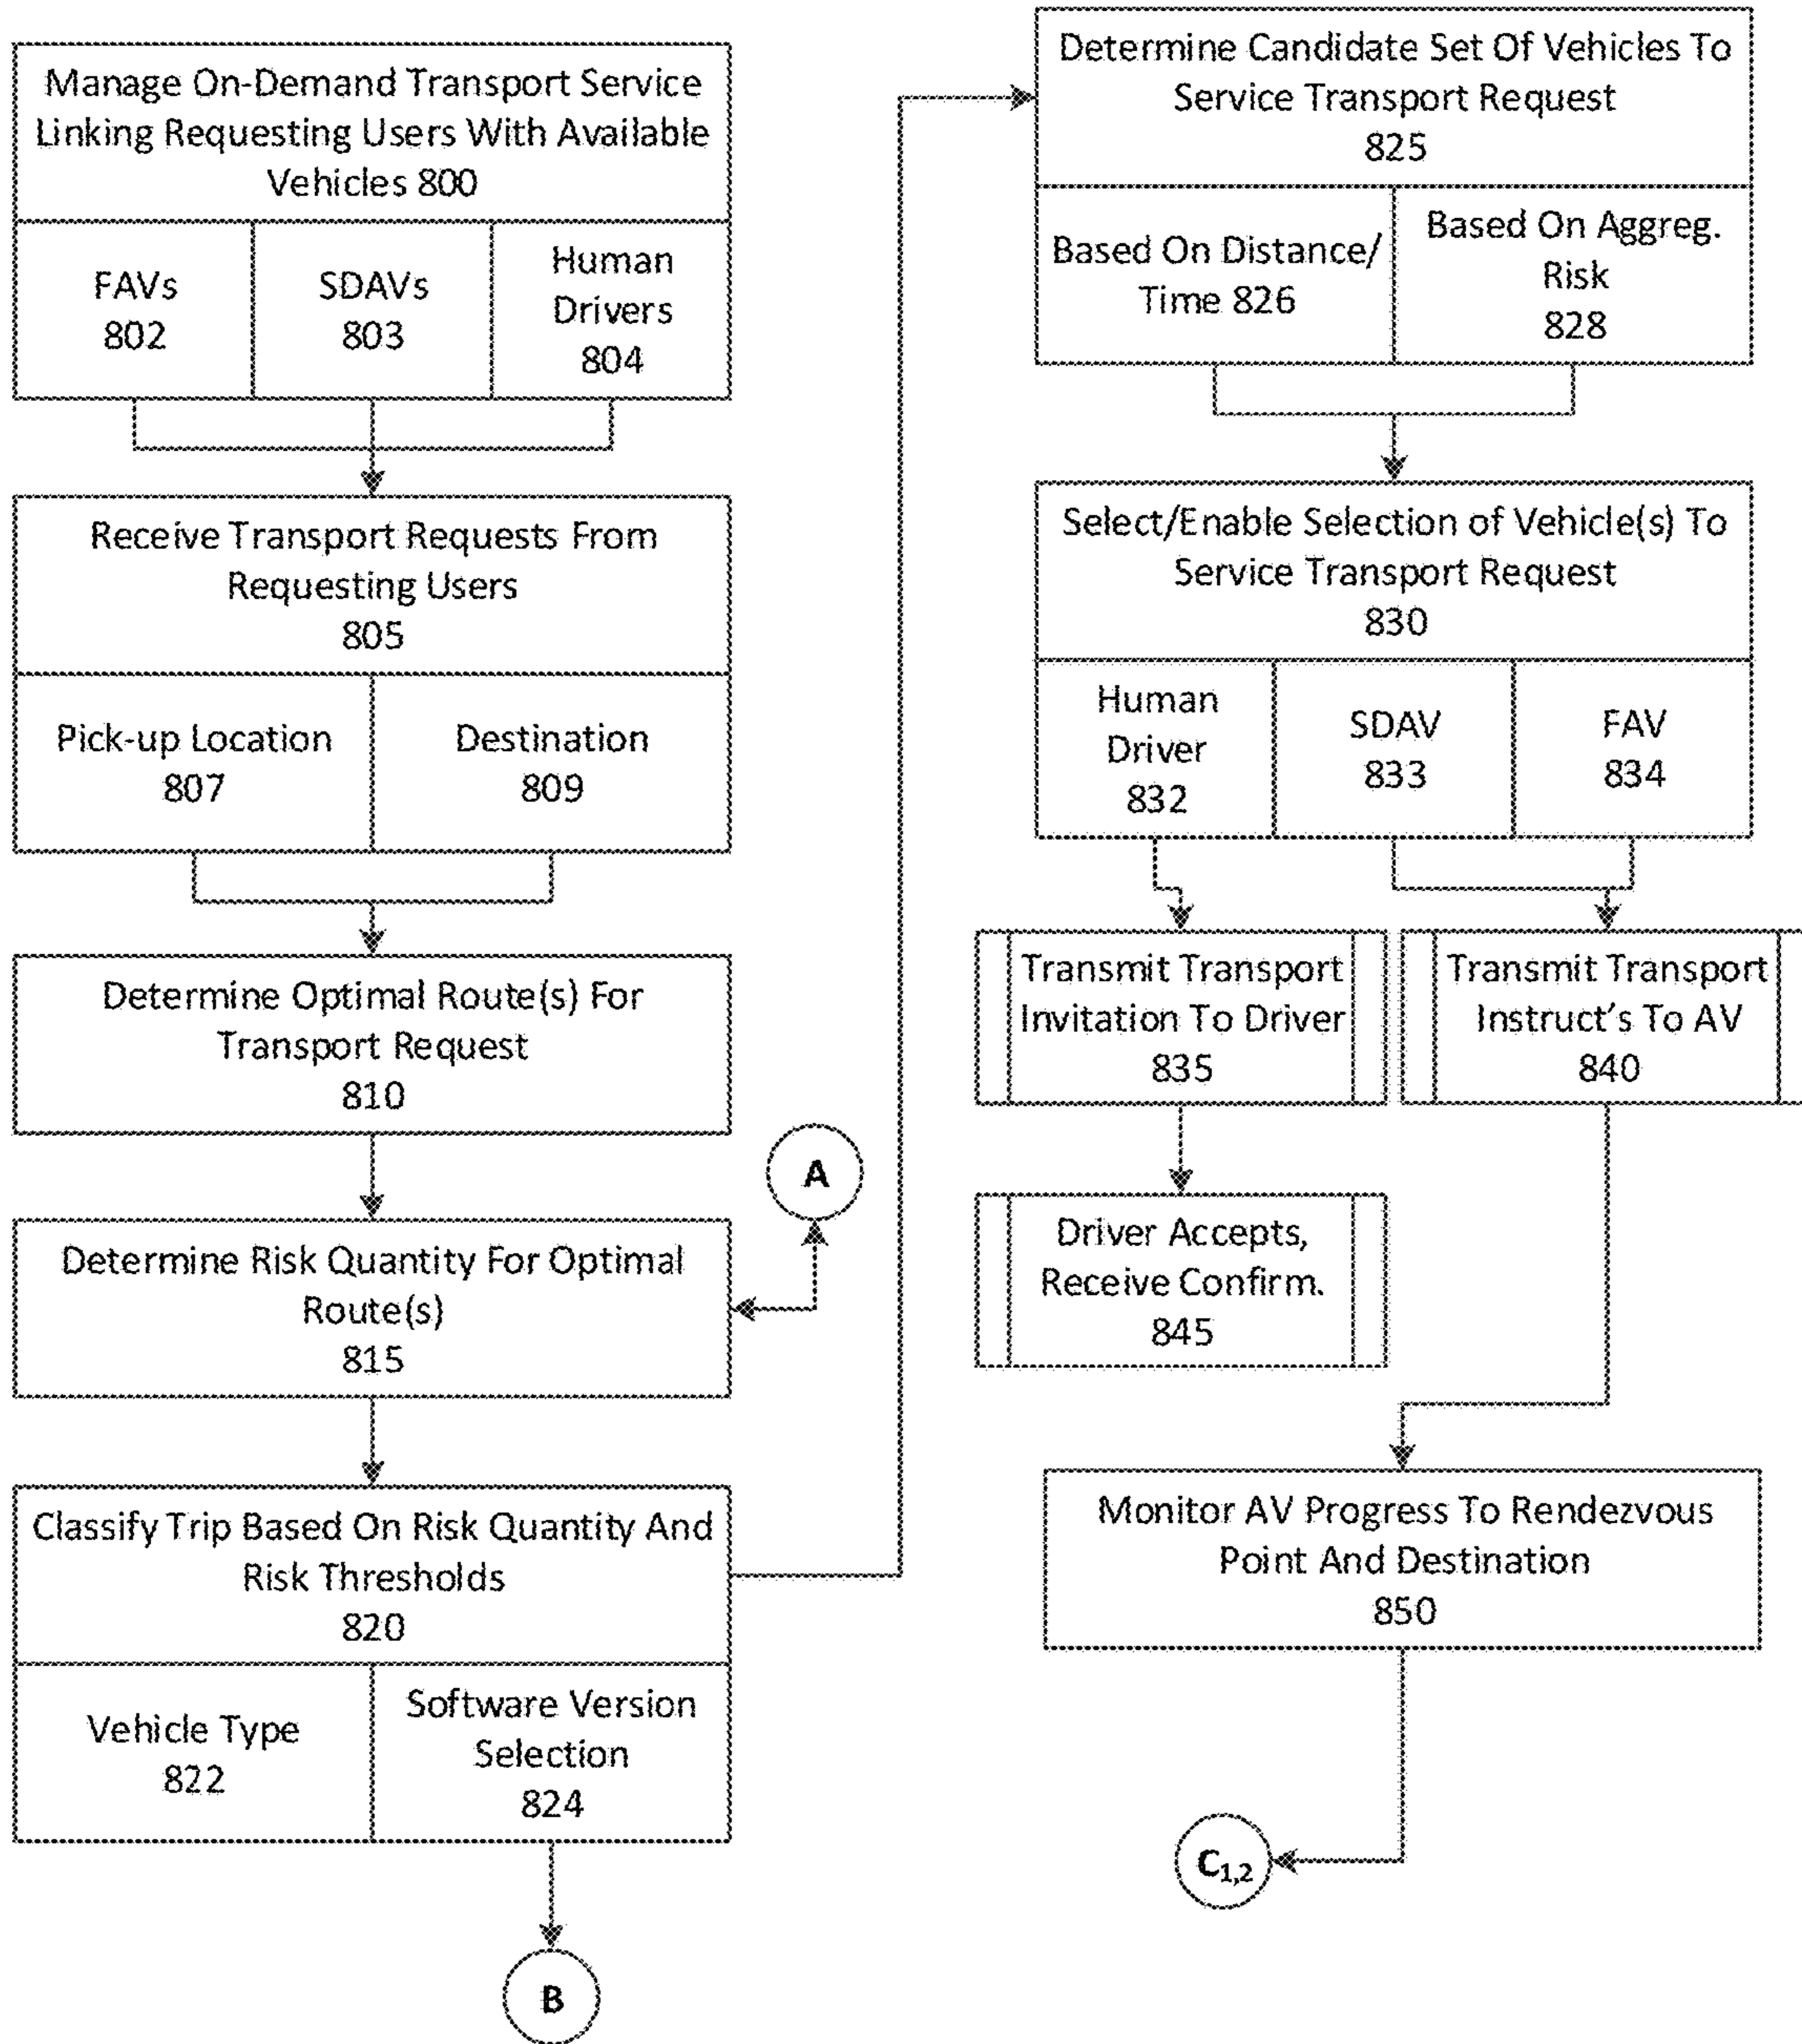 Manage On-Demand Transport Service
Linking Requesting Users With Available
Vehicles 800
FAVs
802
SDAVs
803
Human
Drivers
804
Receive Transport Requests From
Requesting Users
805
Pick-up Location
807
Destination
809
Determine Optimal Route(s) For
Transport Request
810
A
Determine Risk Quantity For Optimal
Route(s)
815
Classify Trip Based On Risk Quantity And
Risk Thresholds
820
Vehicle Type
822
Software Version
Selection
824
B
Determine Candidate Set Of Vehicles To
Service Transport Request
825
Based On Distance/
Time 826
Based On Aggreg.
Risk
828
Select/Enable Selection of Vehicle(s) To
Service Transport Request
830
Human
Driver
832
SDAV
833
FAV
834
Transmit Transport
Invitation To Driver
835
Transmit Transport
Instruct's To AV
840
Driver Accepts,
Receive Confirm.
845
Monitor AV Progress To Rendezvous
Point And Destination
850
C1,2